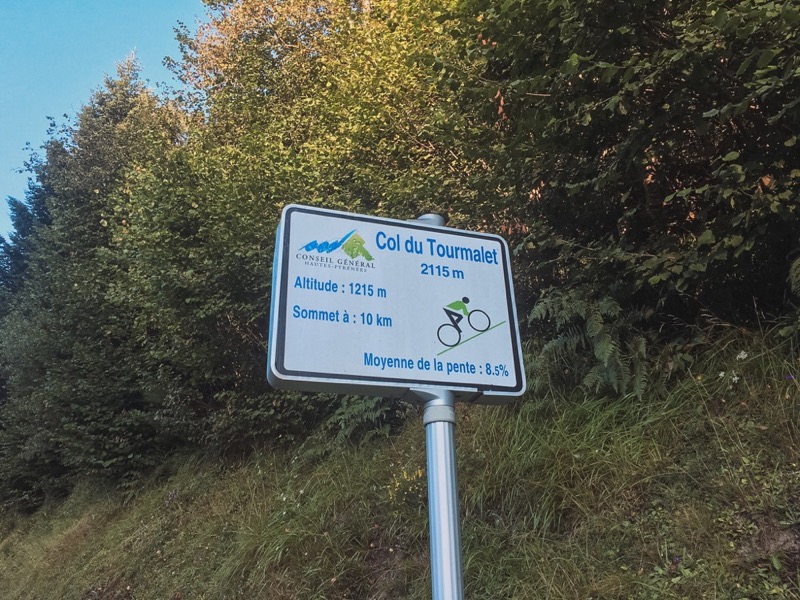 Col du Tourmalet
2115 m
CONSEIL GÉNÉRAL
HAUTES-PYRÉNÉES
Altitude : 1215 m
Sommet à : 10 km
Moyenne de la pente : 8.5%